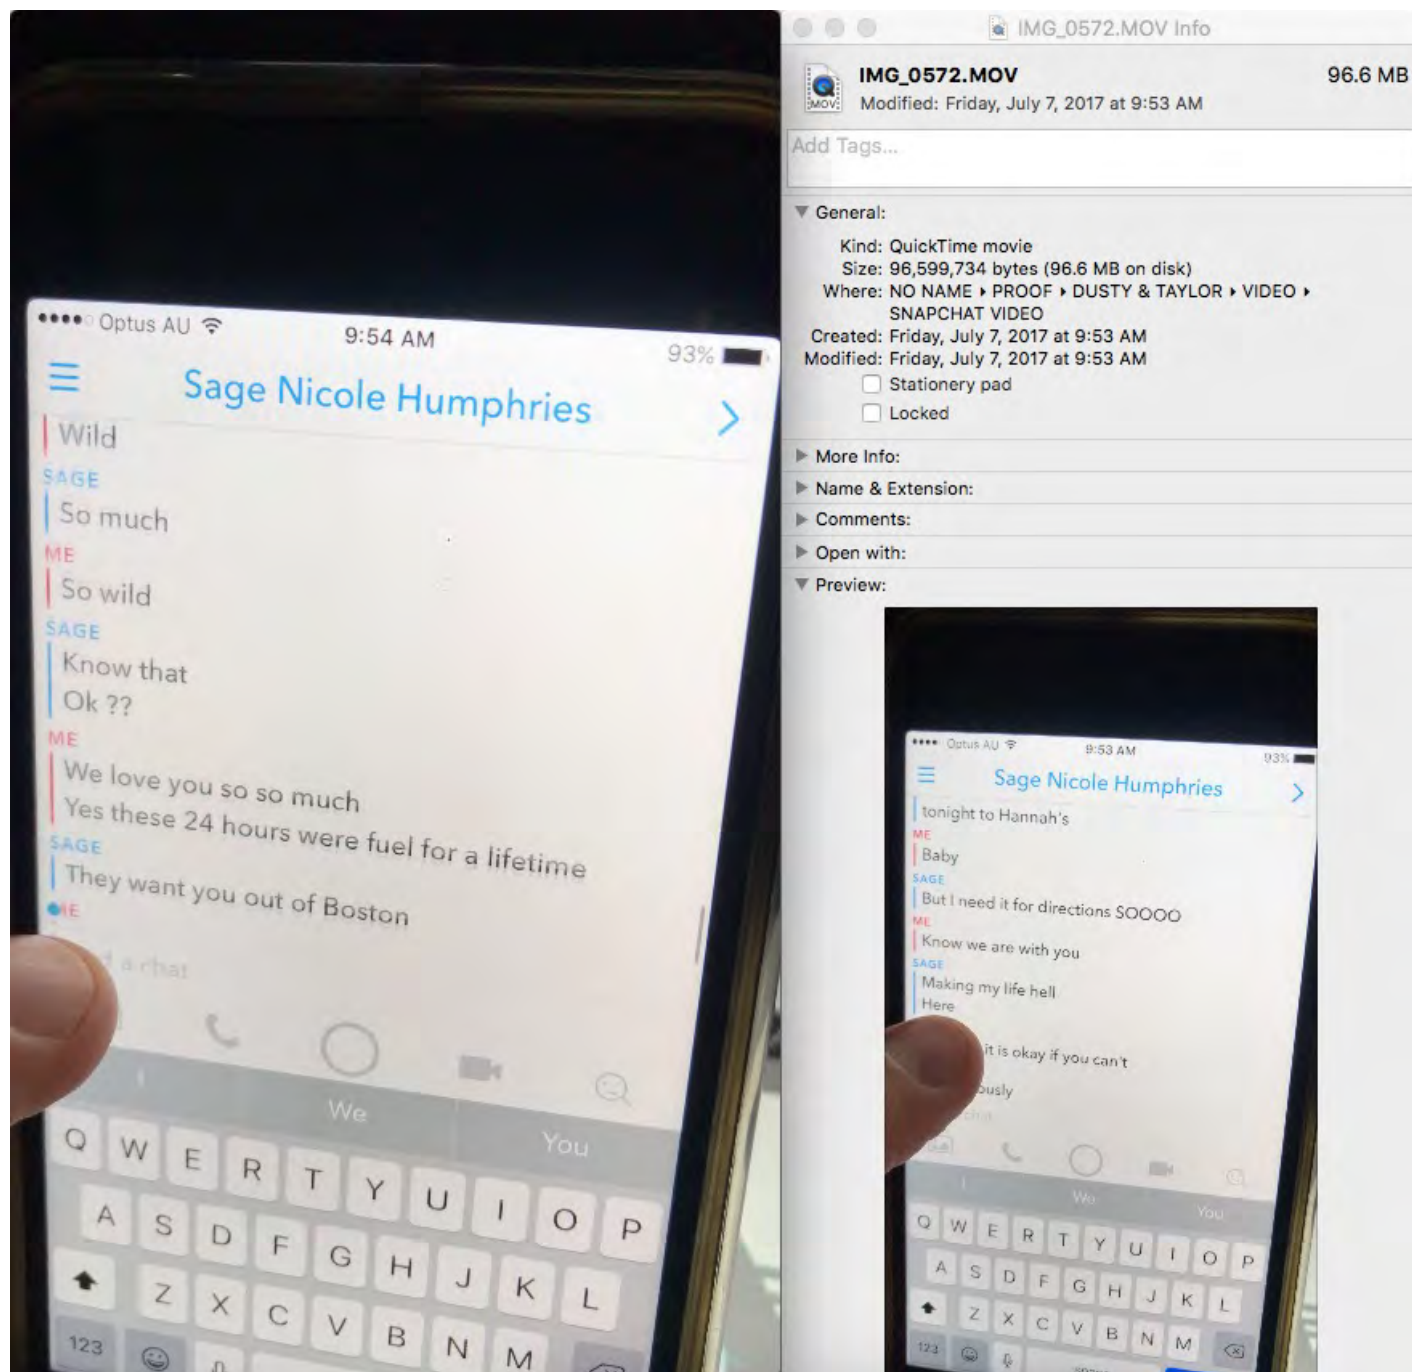 Optus AU 9:54 AM 93%
Sage Nicole Humphries
Wild
SAGE
So much
ME
So wild
SAGE
Know that
Ok ??
ME
We love you so so much
Yes these 24 hours were fuel for a lifetime
SAGE
They want you out of Boston
ME
a chat
I We You
Q W E R T Y U I O P
A S D F G H J K L
Z X C V B N M
123
IMG_0572.MOV Info
MOV
IMG_0572.MOV 96.6 MB
Modified: Friday, July 7, 2017 at 9:53 AM
Add Tags...
General:
Kind: QuickTime movie
Size: 96,599,734 bytes (96.6 MB on disk)
Where: NO NAME ▸ PROOF ▸ DUSTY & TAYLOR ▸ VIDEO ▸
SNAPCHAT VIDEO
Created: Friday, July 7, 2017 at 9:53 AM
Modified: Friday, July 7, 2017 at 9:53 AM
Stationery pad
Locked
More Info:
Name & Extension:
Comments:
Open with:
Preview:
Optus AU 9:53 AM 93%
Sage Nicole Humphries
tonight to Hannah's
ME
Baby
SAGE
But I need it for directions SOOOO
ME
Know we are with you
SAGE
Making my life hell
Here
it is okay if you can't
I We You
Q W E R T Y U I O P
A S D F G H J K L
Z X C V B N M
123